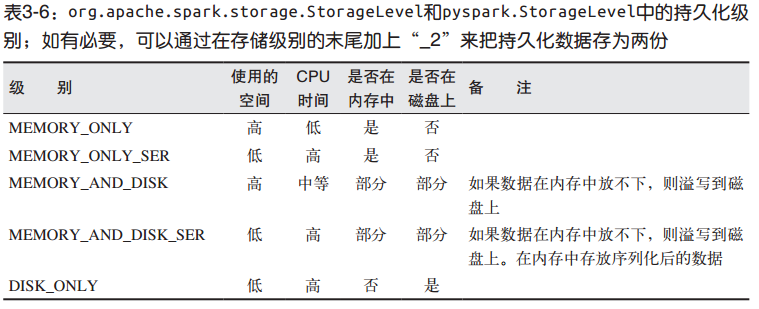 表3-6：org.apache.spark.storage.StorageLevel和pyspark.StorageLevel中的持久化级
别；如有必要，可以通过在存储级别的末尾加上“_2”来把持久化数据存为两份
级 别 使用的空间 CPU时间 是否在内存中 是否在磁盘上 备 注
MEMORY_ONLY 高 低 是 否
MEMORY_ONLY_SER 低 高 是 否
MEMORY_AND_DISK 高 中等 部分 部分 如果数据在内存中放不下，则溢写到磁
盘上
MEMORY_AND_DISK_SER 低 高 部分 部分 如果数据在内存中放不下，则溢写到磁
盘上。在内存中存放序列化后的数据
DISK_ONLY 低 高 否 是